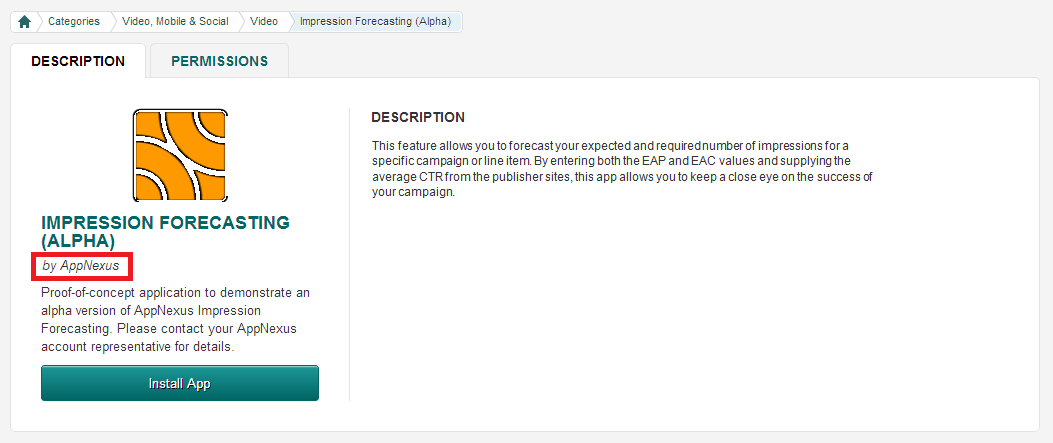 Categories
Video, Mobile & Social
Video
Impression Forecasting (Alpha)
DESCRIPTION
PERMISSIONS
IMPRESSION FORECASTING
(ALPHA)
by AppNexus
Proof-of-concept application to demonstrate an
alpha version of AppNexus Impression
Forecasting. Please contact your AppNexus
account representative for details.
Install App
DESCRIPTION
This feature allows you to forecast your expected and required number of impressions for a
specific campaign or line item. By entering both the EAP and EAC values and supplying the
average CTR from the publisher sites, this app allows you to keep a close eye on the success of
your campaign.